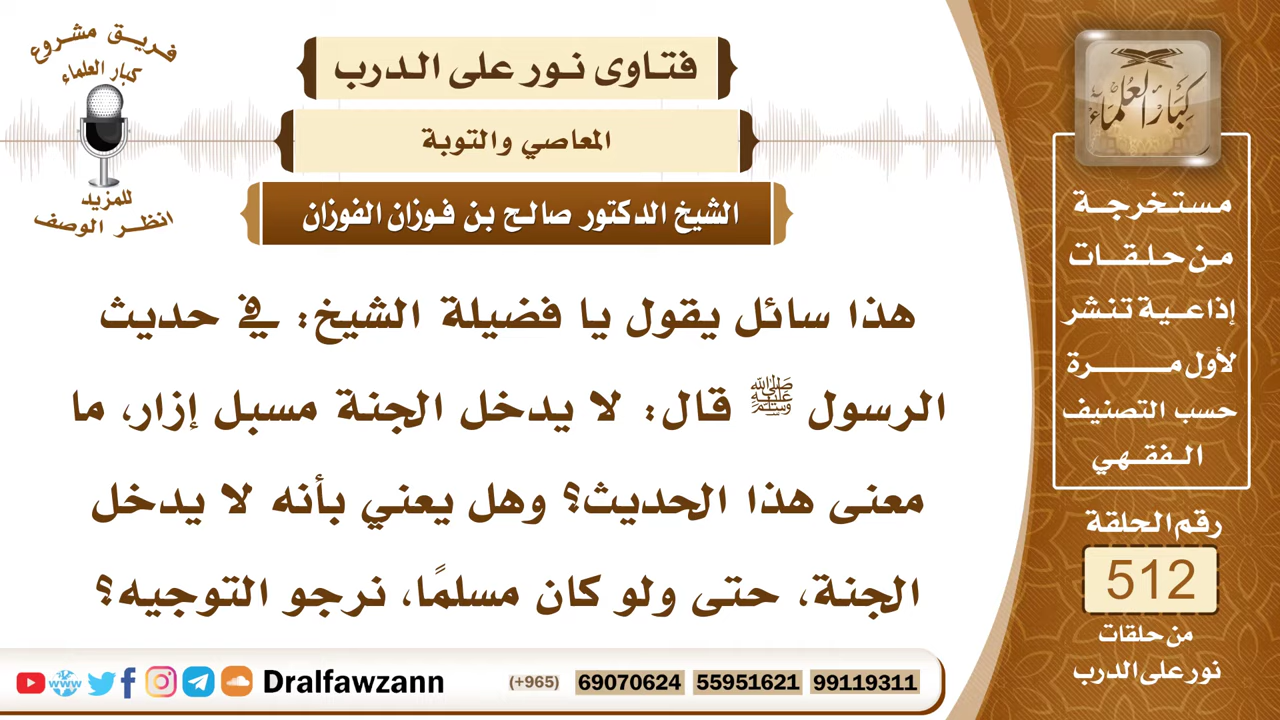 فتاوى نور على الدرب
المعاصي والتوبة
الشيخ الدكتور صالح بن فوزان الفوزان
هذا سائل يقول يا فضيلة الشيخ: في حديث
الرسول ﷺ قال: لا يدخل الجنة مسبل إزار، ما
معنى هذا الحديث؟ وهل يعني بأنه لا يدخل
الجنة، حتى ولو كان مسلمًا، نرجو التوجيه؟
كبار العلماء
مستخرجة
من حلقات
إذاعية تنشر
لأول مرة
حسب التصنيف
الفقهي
رقم الحلقة
512
من حلقات
نور على الدرب
فريق مشروع
كبار العلماء
للمزيد
انظر الوصف
www Dralfawzann (+965) 69070624 55951621 99119311